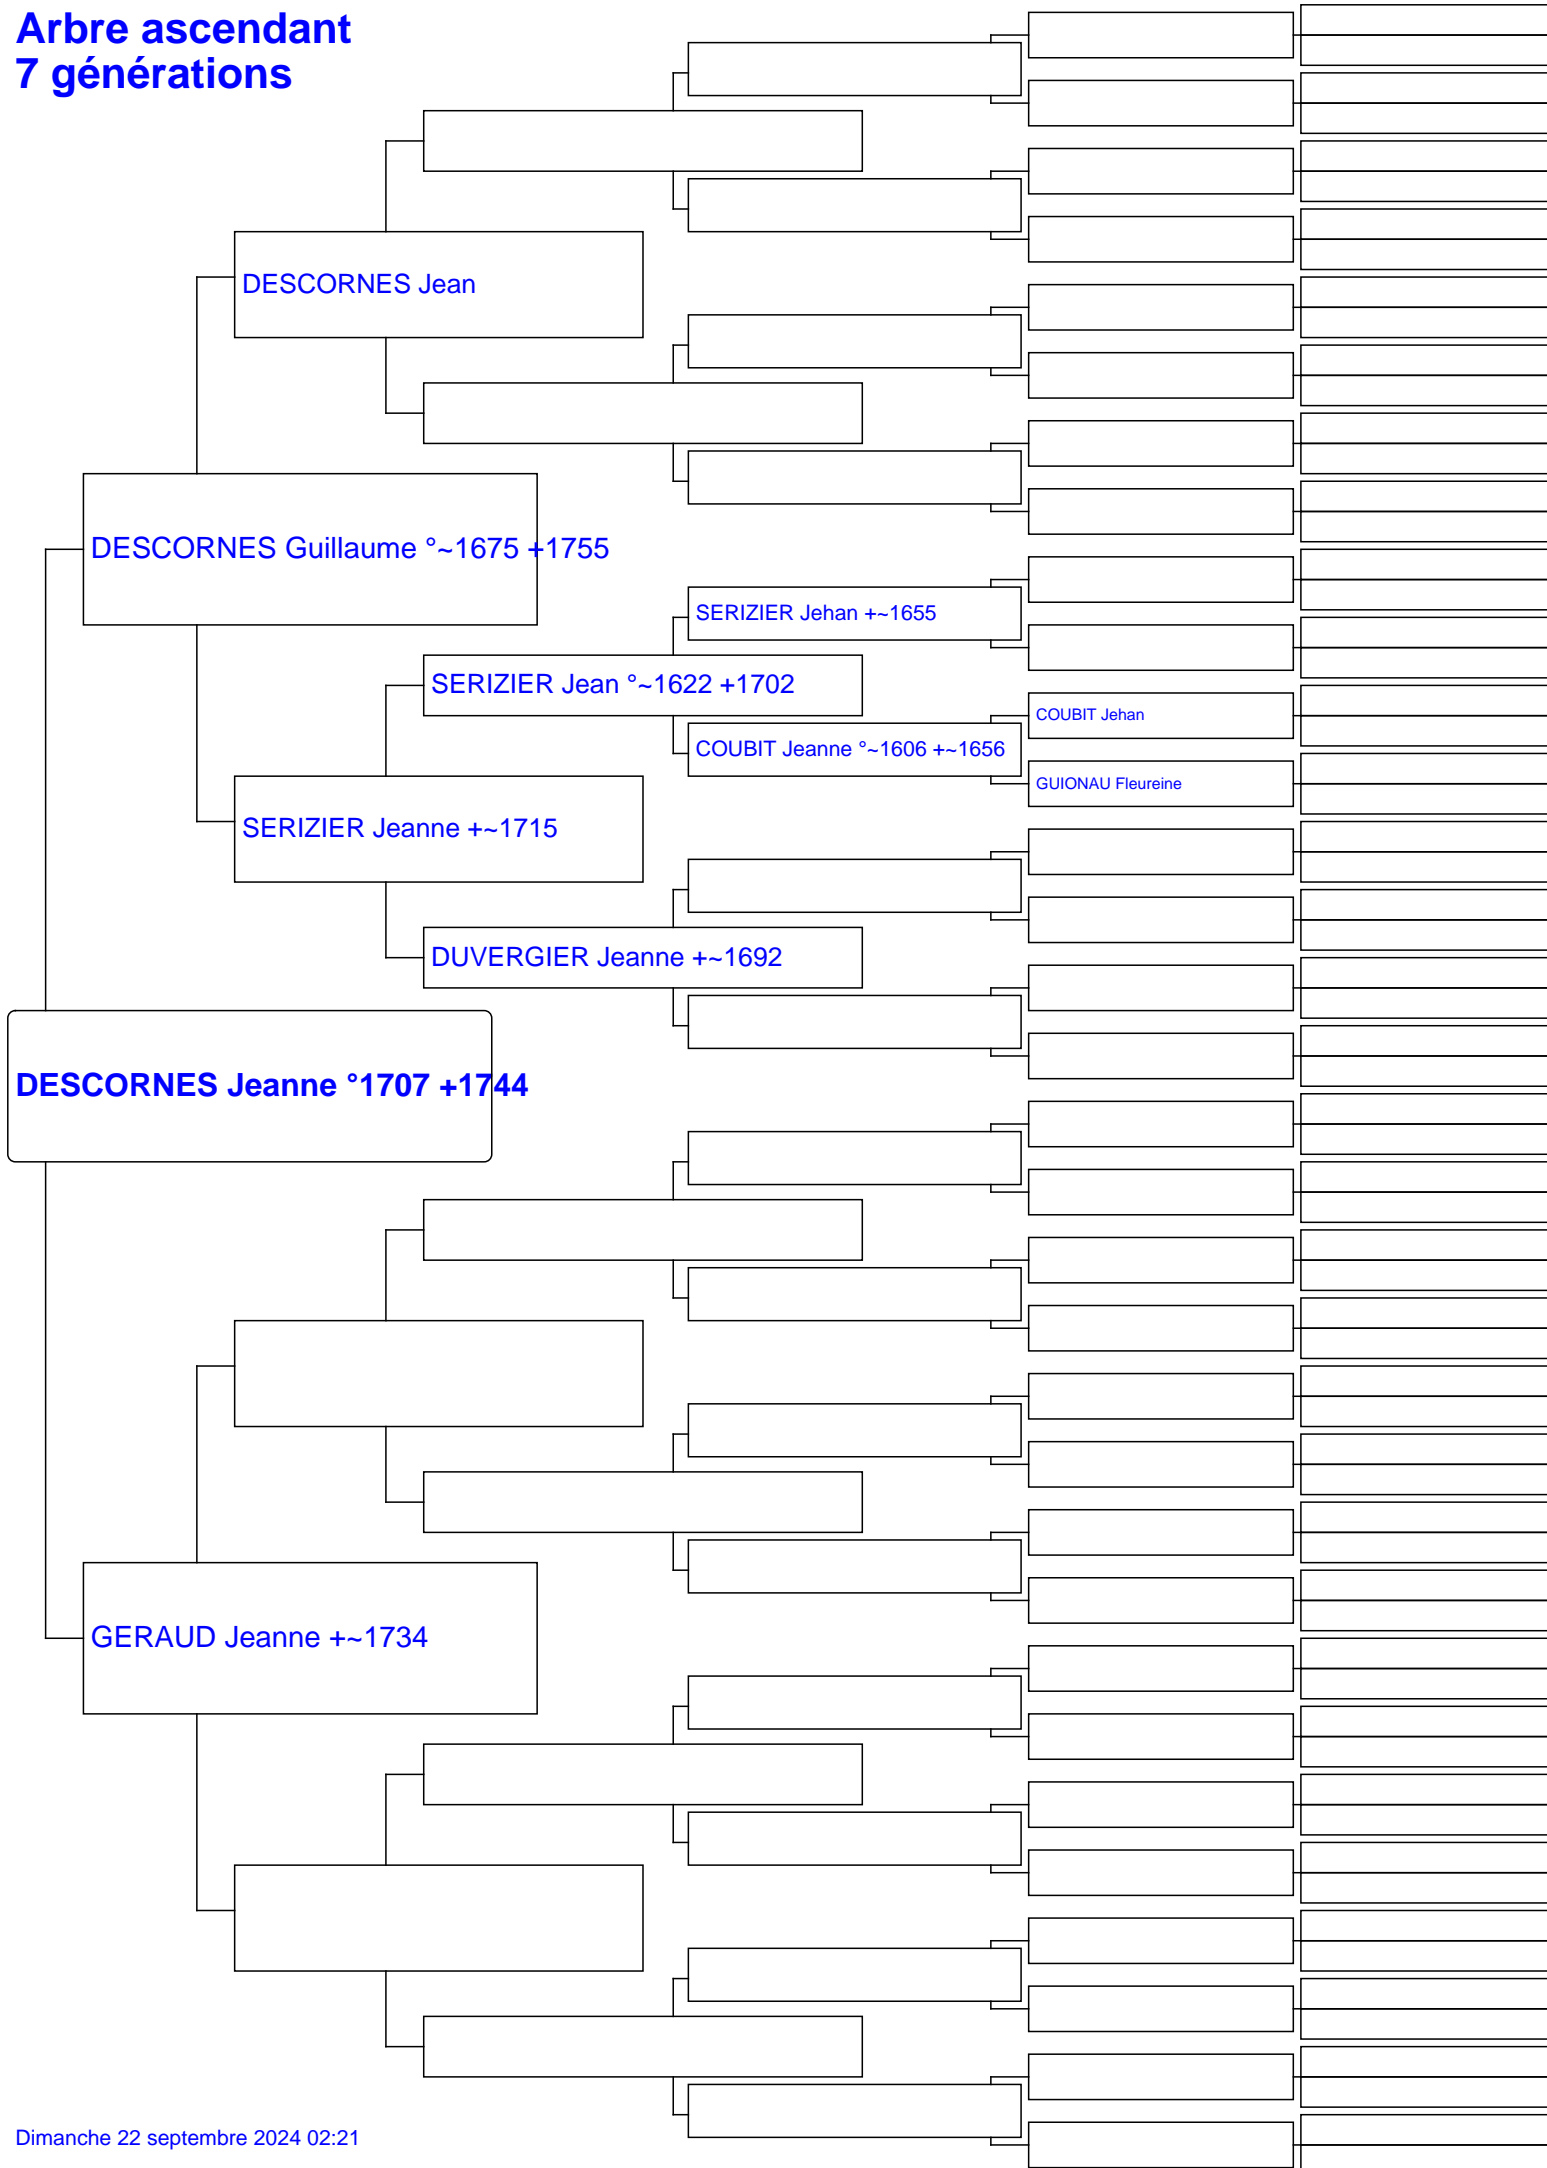 Arbre ascendant
7 générations
DESCORNES Jean
DESCORNES Guillaume °~1675 +1755
SERIZIER Jehan +~1655
SERIZIER Jean °~1622 +1702
COUBIT Jehan
COUBIT Jeanne °~1606 +~1656
GUIONAU Fleureine
SERIZIER Jeanne +~1715
DUVERGIER Jeanne +~1692
DESCORNES Jeanne °1707 +1744
GERAUD Jeanne +~1734
Dimanche 22 septembre 2024 02:21